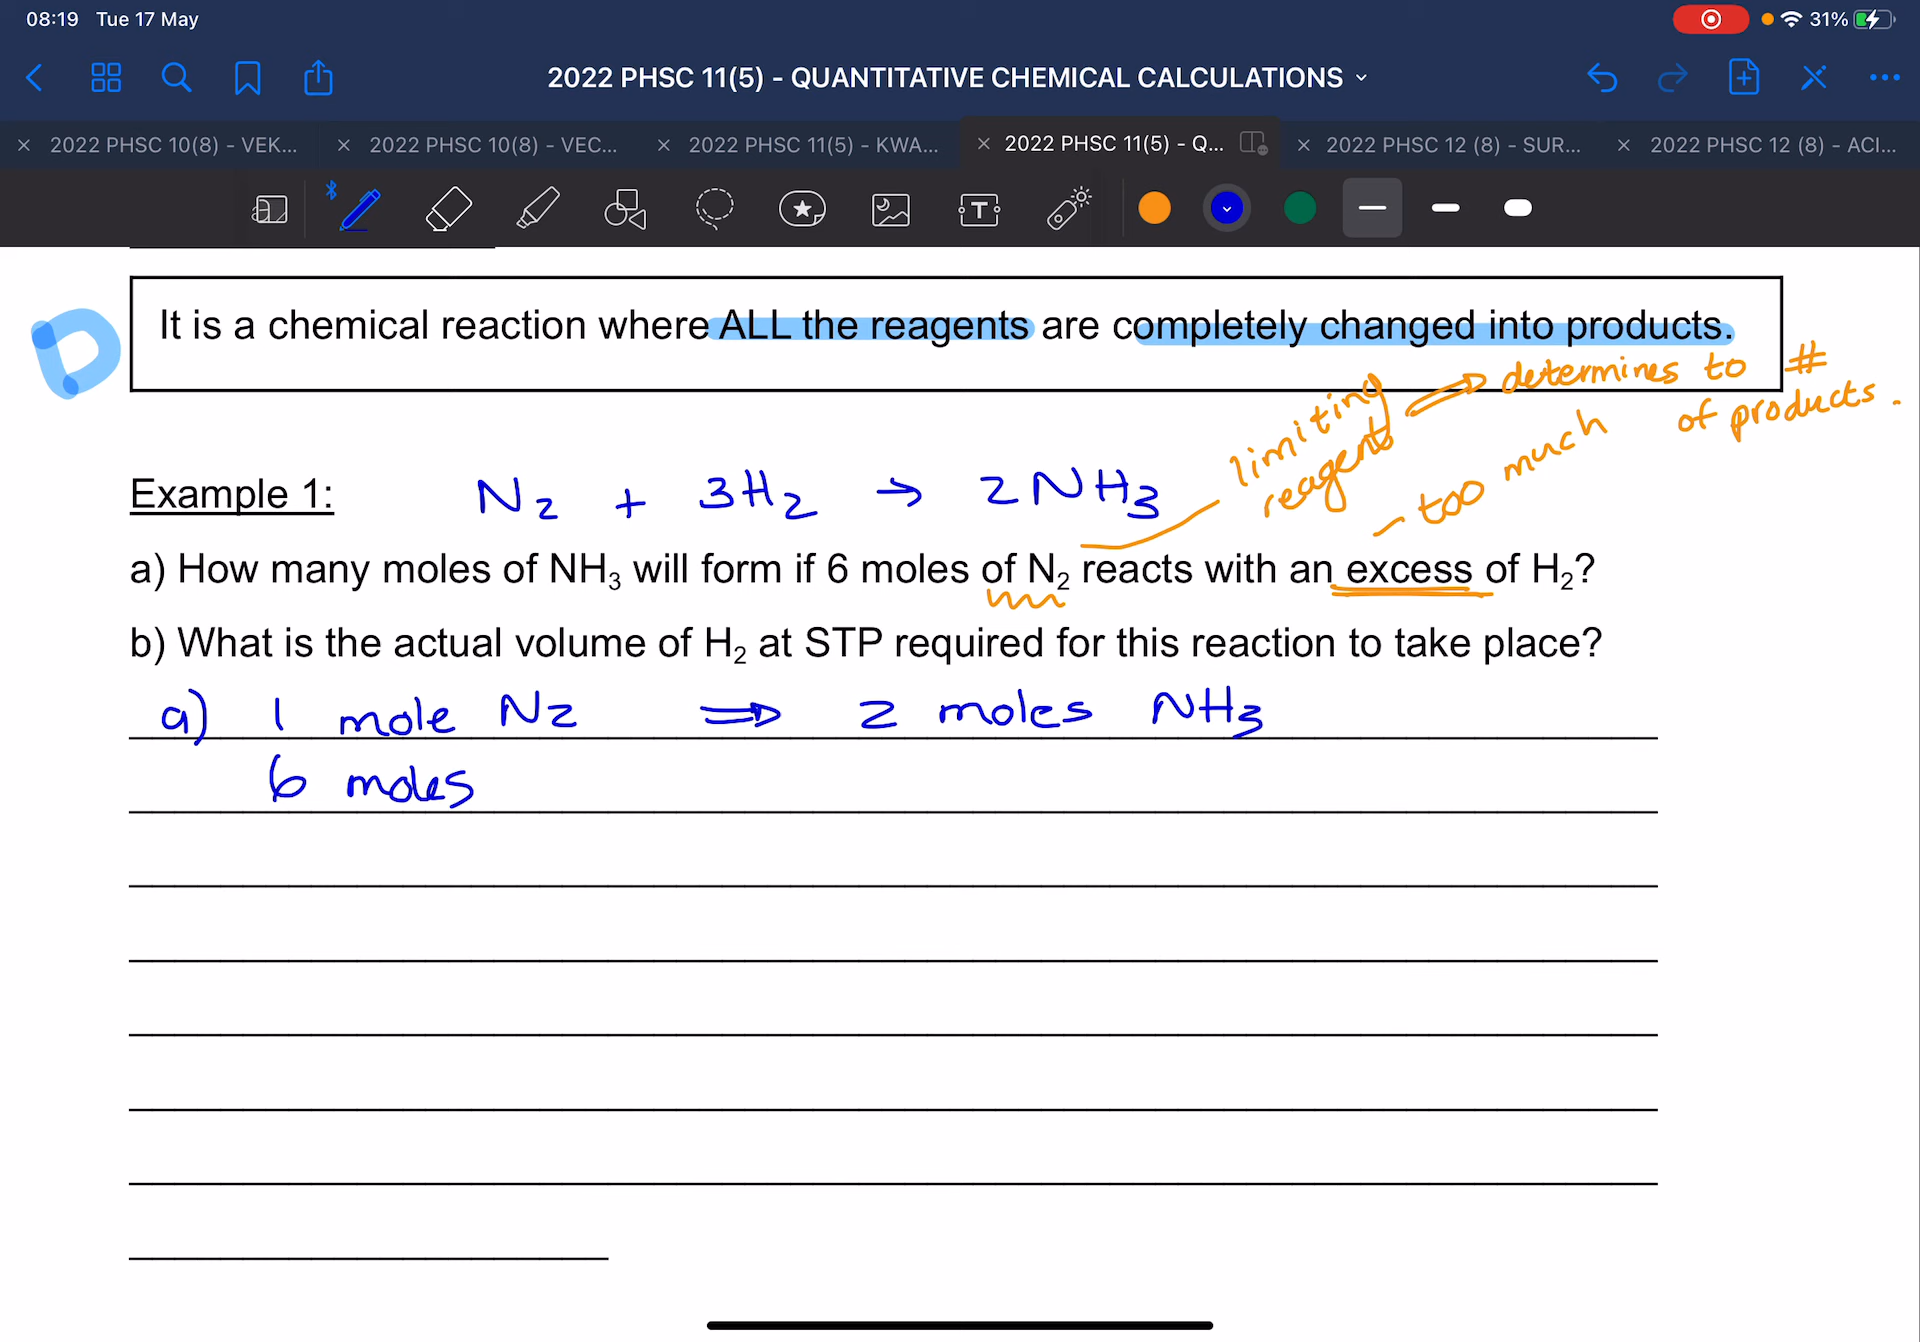 08:19 Tue 17 May
31%
2022 PHSC 11(5) - QUANTITATIVE CHEMICAL CALCULATIONS
2022 PHSC 10(8) - VEK...
2022 PHSC 10(8) - VEC...
2022 PHSC 11(5) - KWA...
2022 PHSC 11(5) - Q...
2022 PHSC 12 (8) - SUR...
2022 PHSC 12 (8) - ACI...
It is a chemical reaction where ALL the reagents are completely changed into products.
limiting reagent ⇒ determines to # of products.
- too much
Example 1: N₂ + 3H₂ → 2NH₃
a) How many moles of NH₃ will form if 6 moles of N₂ reacts with an excess of H₂?
b) What is the actual volume of H₂ at STP required for this reaction to take place?
a) 1 mole N₂ ⇒ 2 moles NH₃
6 moles